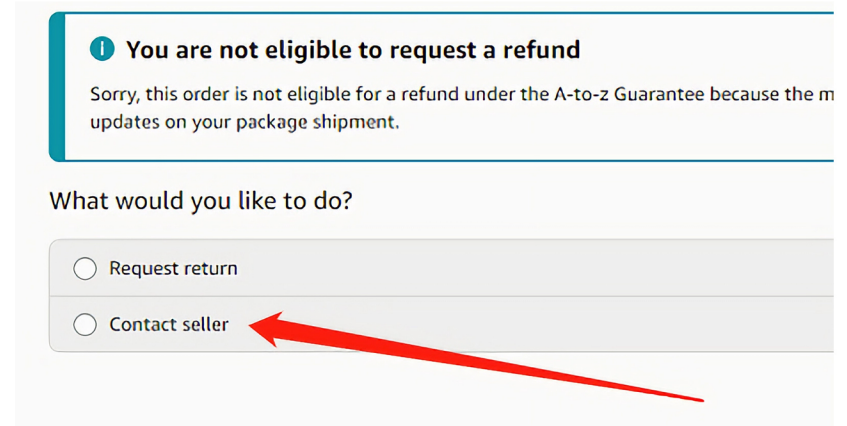 You are not eligible to request a refund
Sorry, this order is not eligible for a refund under the A-to-z Guarantee because the
updates on your package shipment.
What would you like to do?
Request return
Contact seller